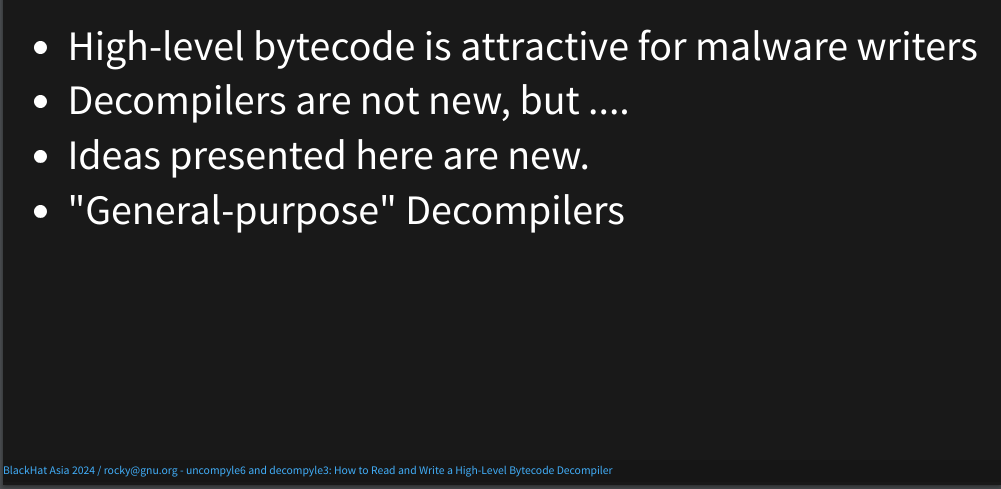 • High-level bytecode is attractive for malware writers
• Decompilers are not new, but ....
• Ideas presented here are new.
• "General-purpose" Decompilers
BlackHat Asia 2024 / rocky@gnu.org - uncompyle6 and decompyle3: How to Read and Write a High-Level Bytecode Decompiler